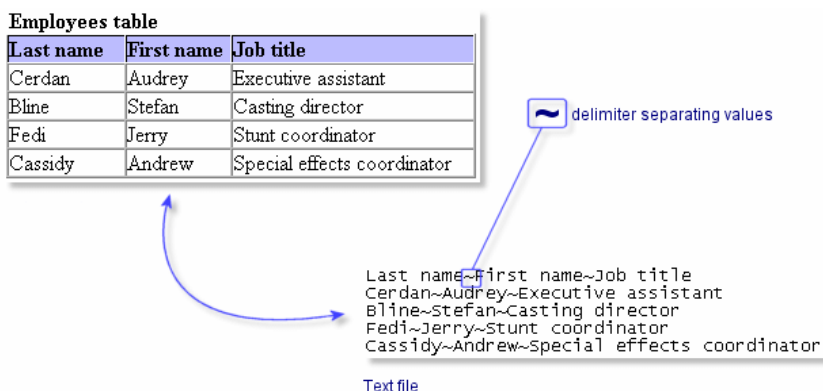 Employees table
Last name First name Job title
Cerdan Audrey Executive assistant
Bline Stefan Casting director
Fedi Jerry Stunt coordinator
Cassidy Andrew Special effects coordinator
~ delimiter separating values
Last name~First name~Job title
Cerdan~Audrey~Executive assistant
Bline~Stefan~Casting director
Fedi~Jerry~Stunt coordinator
Cassidy~Andrew~Special effects coordinator
Text file